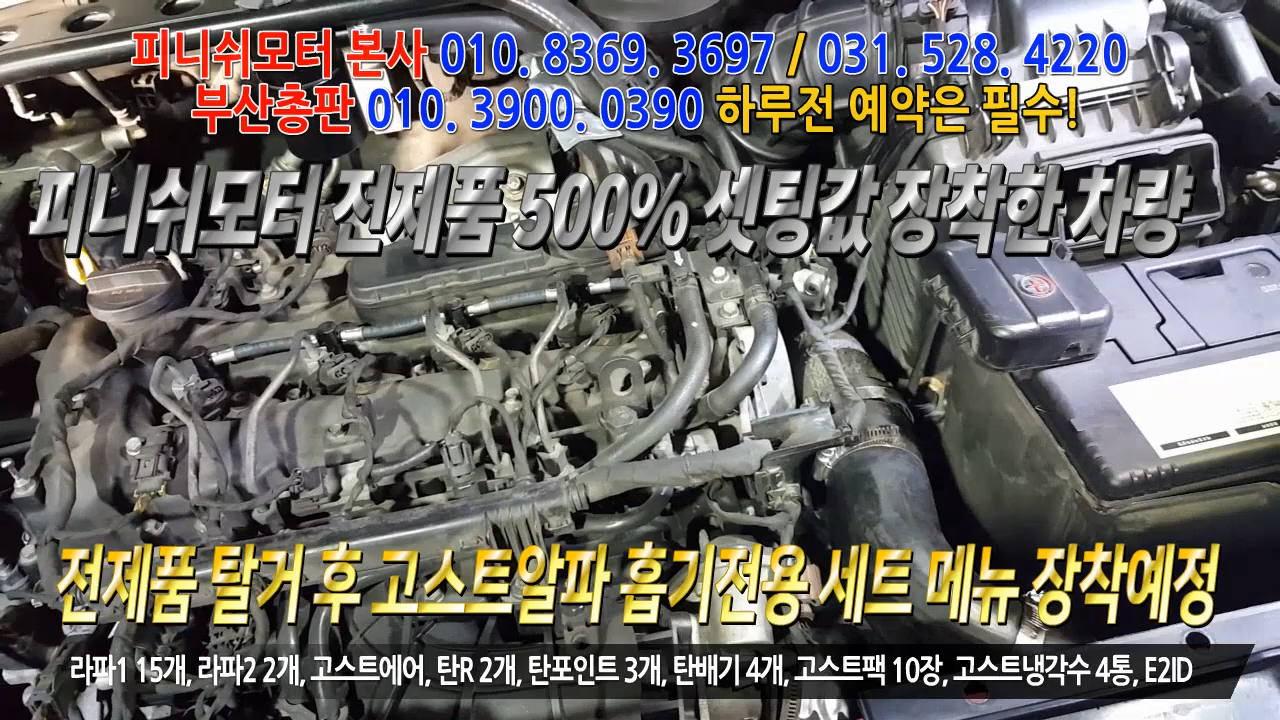 피니쉬모터 본사 010. 8369. 3697 / 031. 528. 4220
부산총판 010. 3900. 0390 하루전 예약은 필수!
피니쉬모터 전제품 500% 셋팅값 장착한 차량
전제품 탈거 후 고스트알파 흡기전용 세트 메뉴 장착예정
라파1 15개, 라파2 2개, 고스트에어, 탄R 2개, 탄포인트 3개, 탄배기 4개, 고스트팩 10장, 고스트냉각수 4통, E2ID